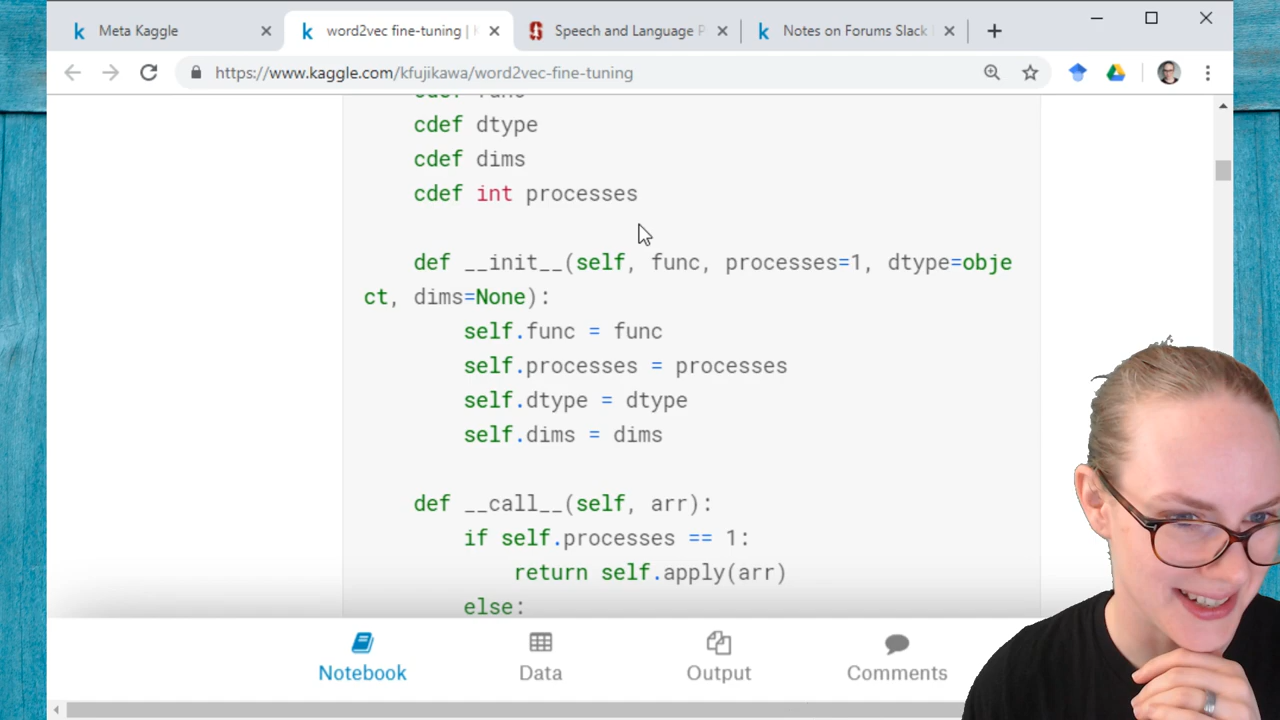 Meta Kaggle
word2vec fine-tuning |
Speech and Language P
Notes on Forums Slack
https://www.kaggle.com/kfujikawa/word2vec-fine-tuning
cdef func
cdef dtype
cdef dims
cdef int processes
def __init__(self, func, processes=1, dtype=obje
ct, dims=None):
self.func = func
self.processes = processes
self.dtype = dtype
self.dims = dims
def __call__(self, arr):
if self.processes == 1:
return self.apply(arr)
else:
Notebook
Data
Output
Comments